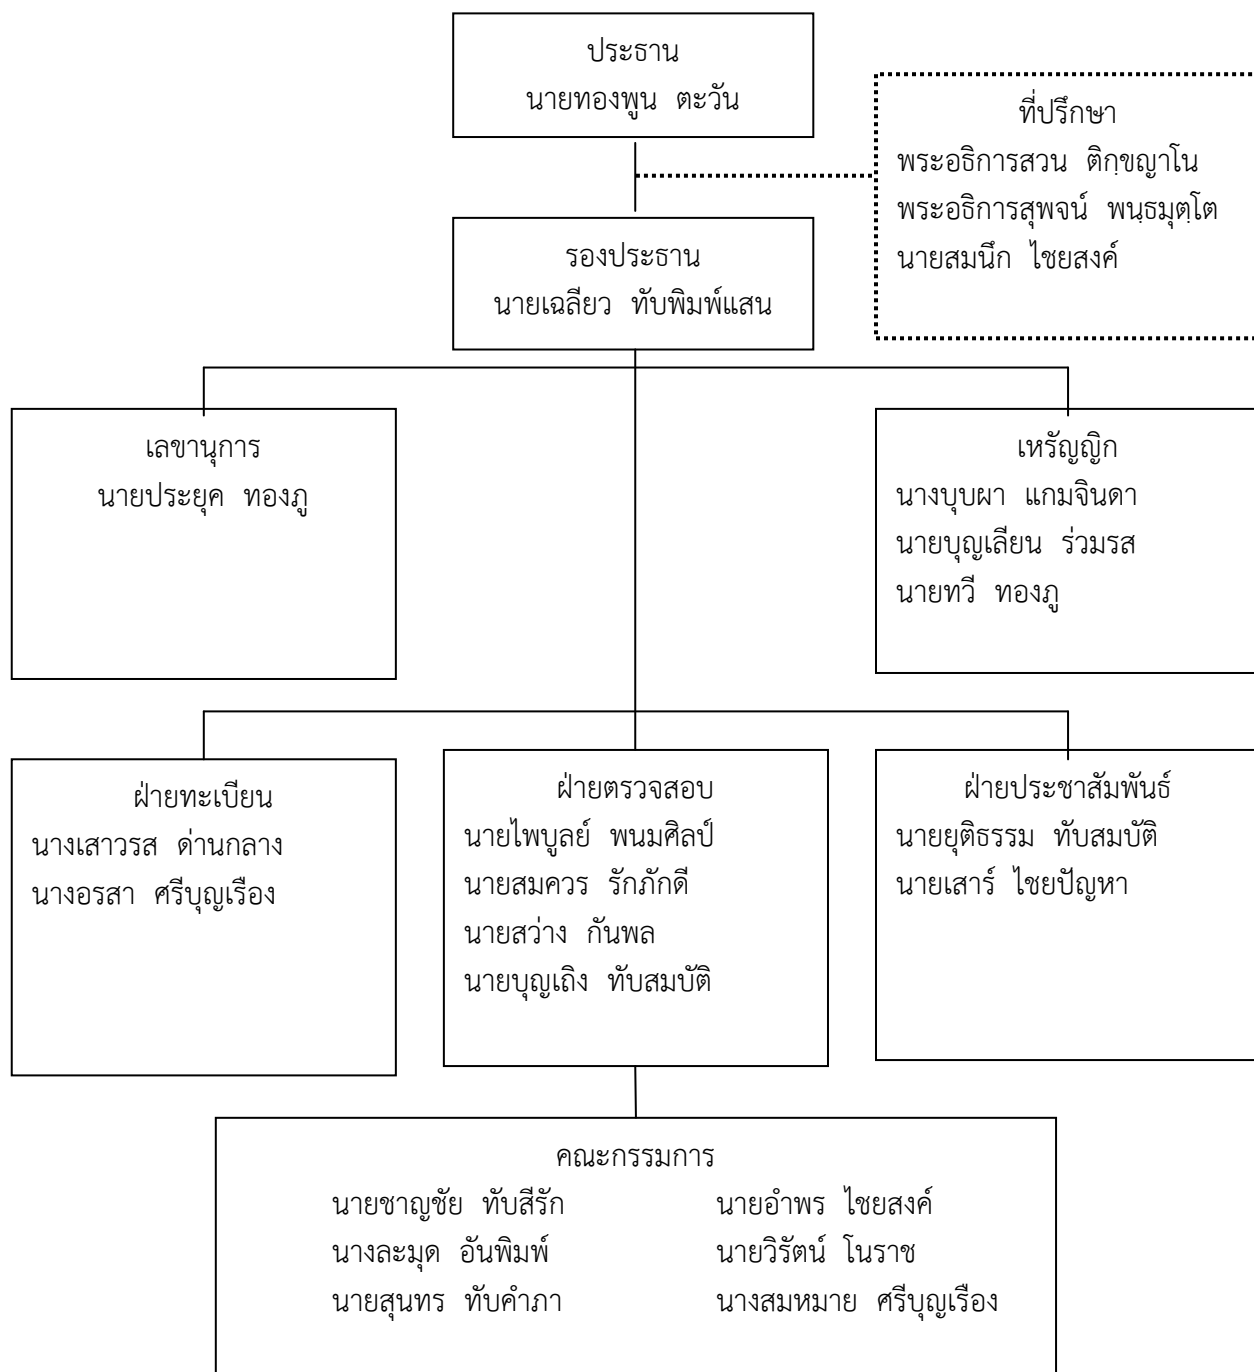 ประธาน
นายทองพูน ตะวัน
ที่ปรึกษา
พระอธิการสวน ติกฺขญาโน
พระอธิการสุพจน์ พนฺธมุตฺโต
นายสมนึก ไชยสงค์
รองประธาน
นายเฉลียว ทับพิมพ์แสน
เลขานุการ
นายประยุค ทองภู
เหรัญญิก
นางบุบผา แกมจินดา
นายบุญเลียน ร่วมรส
นายทวี ทองภู
ฝ่ายทะเบียน
นางเสาวรส ด่านกลาง
นางอรสา ศรีบุญเรือง
ฝ่ายตรวจสอบ
นายไพบูลย์ พนมศิลป์
นายสมควร รักภักดี
นายสว่าง กันพล
นายบุญเถิง ทับสมบัติ
ฝ่ายประชาสัมพันธ์
นายยุติธรรม ทับสมบัติ
นายเสาร์ ไชยปัญหา
คณะกรรมการ
นายชาญชัย ทับสีรัก นายอำพร ไชยสงค์
นางละมุด อันพิมพ์ นายวิรัตน์ โนราช
นายสุนทร ทับคำภา นางสมหมาย ศรีบุญเรือง